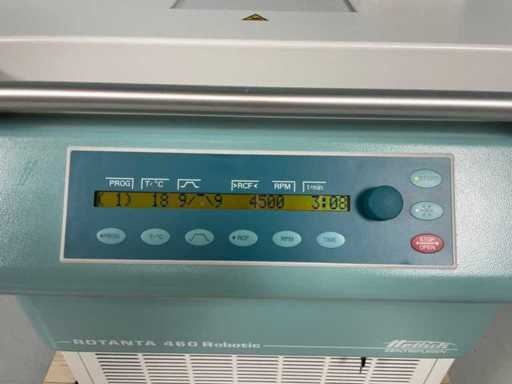 PROG T/°C >RCF< RPM t/min
( 1) 18 9/‾\9 4500 3:08
PROG T/°C RCF RPM TIME
STOP OPEN
ROTANTA 460 Robotic
Hettich
ZENTRIFUGEN